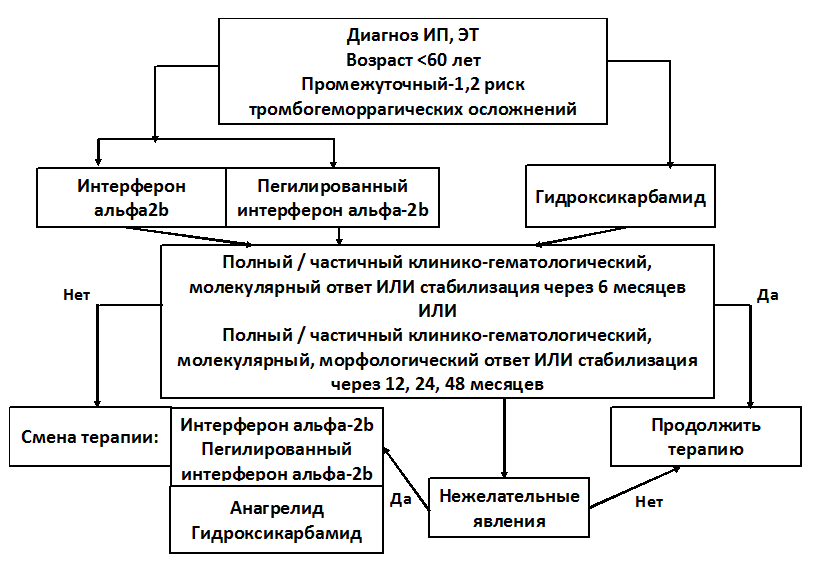 Диагноз ИП, ЭТ
Возраст <60 лет
Промежуточный-1,2 риск
тромбогеморрагических осложнений
Интерферон
альфа2b
Пегилированный
интерферон альфа-2b
Гидроксикарбамид
Полный / частичный клинико-гематологический,
молекулярный ответ ИЛИ стабилизация через 6 месяцев
ИЛИ
Полный / частичный клинико-гематологический,
молекулярный, морфологический ответ ИЛИ стабилизация
через 12, 24, 48 месяцев
Нет
Да
Смена терапии:
Интерферон альфа-2b
Пегилированный
интерферон альфа-2b
Анагрелид
Гидроксикарбамид
Да
Нежелательные
явления
Нет
Продолжить
терапию